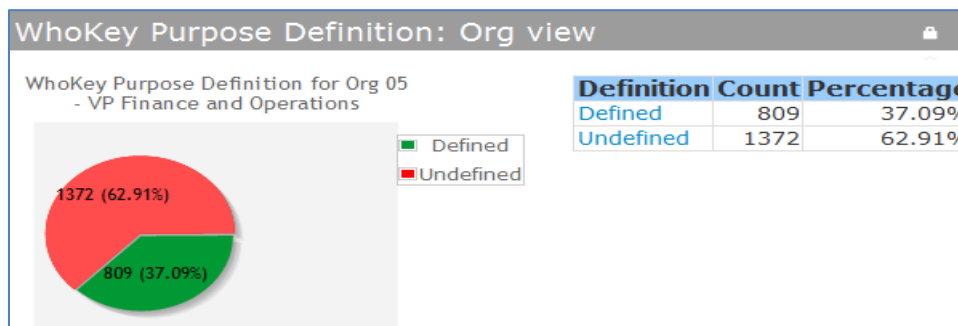 WhoKey Purpose Definition: Org view
WhoKey Purpose Definition for Org 05
- VP Finance and Operations
1372 (62.91%)
809 (37.09%)
Defined
Undefined
Definition Count Percentage
Defined 809 37.09%
Undefined 1372 62.91%